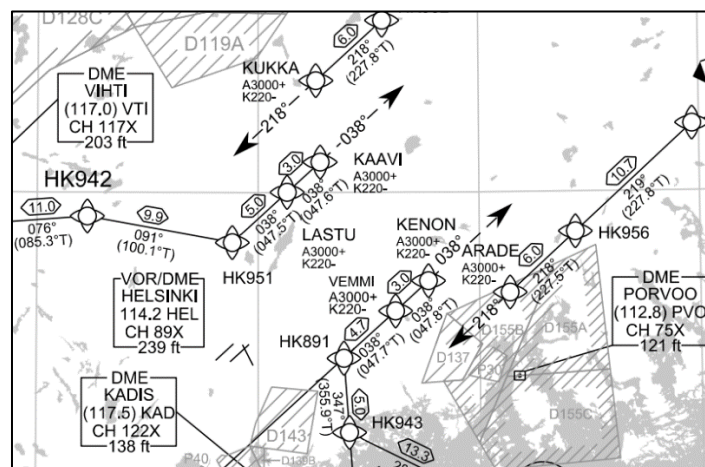 D128C
D119A
6.0
218°
(227.8°T)
KUKKA
A3000+
K220-
218°
038°
DME
VIHTI
(117.0) VTI
CH 117X
203 ft
3.0
KAAVI
A3000+
K220-
038°
(047.6°T)
5.0
038°
(047.5°T)
LASTU
A3000+
K220-
HK942
11.0
076°
(085.3°T)
9.9
091°
(100.1°T)
HK951
10.7
219°
(227.8°T)
HK956
KENON
A3000+
K220-
038°
ARADE
A3000+
K220-
6.0
218°
(227.5°T)
218°
VOR/DME
HELSINKI
114.2 HEL
CH 89X
239 ft
VEMMI
A3000+
K220-
3.0
038°
(047.8°T)
4.7
038°
(047.7°T)
HK891
DME
PORVOO
(112.8) PVO
CH 75X
121 ft
D155B
D155A
D137
P30
D155C
DME
KADIS
(117.5) KAD
CH 122X
138 ft
347°
(355.9°T)
5.0
HK943
13.3
D143
D139B
P40